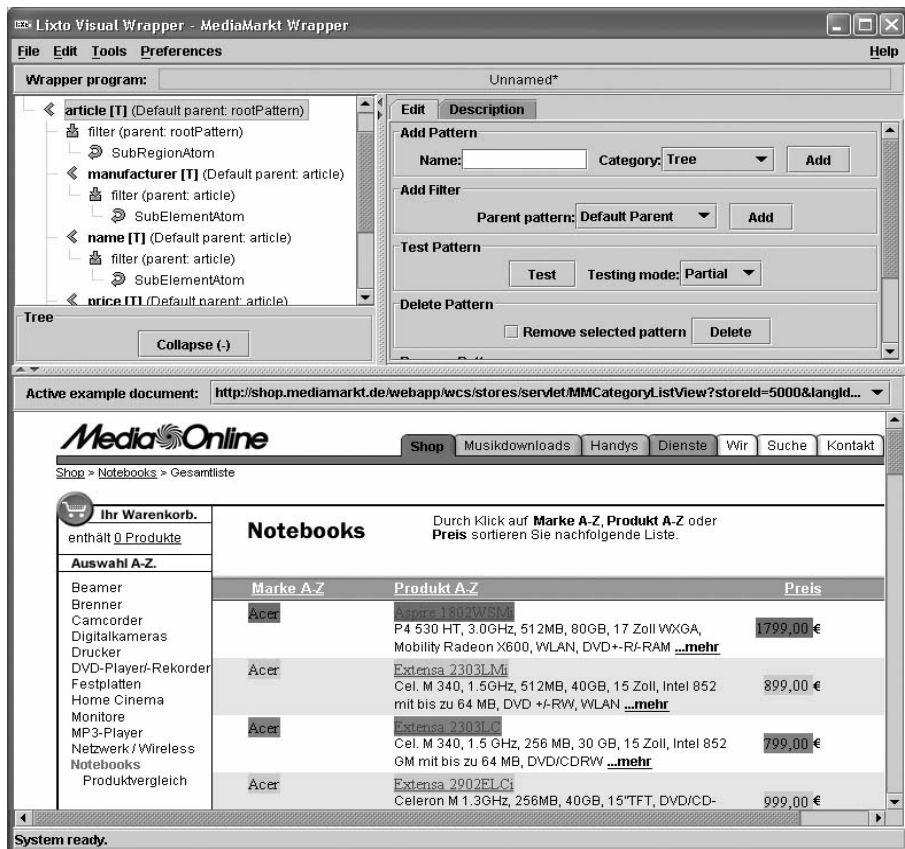 Lixto Visual Wrapper - MediaMarkt Wrapper
File Edit Tools Preferences Help
Wrapper program: Unnamed*
article [T] (Default parent: rootPattern)
filter (parent: rootPattern)
SubRegionAtom
manufacturer [T] (Default parent: article)
filter (parent: article)
SubElementAtom
name [T] (Default parent: article)
filter (parent: article)
SubElementAtom
price [T] (Default parent: article)
Tree
Collapse (-)
Edit Description
Add Pattern
Name: Category: Tree Add
Add Filter
Parent pattern: Default Parent Add
Test Pattern
Test Testing mode: Partial
Delete Pattern
Remove selected pattern Delete
Active example document: http://shop.mediamarkt.de/webapp/wcs/stores/servlet/MMCategoryListView?storeId=5000&langId...
Media Online
Shop Musikdownloads Handys Dienste Wir Suche Kontakt
Shop > Notebooks > Gesamtliste
Ihr Warenkorb.
enthält 0 Produkte
Auswahl A-Z.
Beamer
Brenner
Camcorder
Digitalkameras
Drucker
DVD-Player/-Rekorder
Festplatten
Home Cinema
Monitore
MP3-Player
Netzwerk / Wireless
Notebooks
Produktvergleich
Notebooks
Durch Klick auf Marke A-Z, Produkt A-Z oder
Preis sortieren Sie nachfolgende Liste.
Marke A-Z Produkt A-Z Preis
Acer Aspire 1802WSMi 1799,00 €
P4 530 HT, 3.0GHz, 512MB, 80GB, 17 Zoll WXGA,
Mobility Radeon X600, WLAN, DVD+-R/-RAM ...mehr
Acer Extensa 2303LMi 899,00 €
Cel. M 340, 1.5GHz, 512MB, 40GB, 15 Zoll, Intel 852
mit bis zu 64 MB, DVD +/-RW, WLAN ...mehr
Acer Extensa 2303LC 799,00 €
Cel. M 340, 1.5 GHz, 256 MB, 30 GB, 15 Zoll, Intel 852
GM mit bis zu 64 MB, DVD/CDRW ...mehr
Acer Extensa 2902ELCi 999,00 €
Celeron M 1.3GHz, 256MB, 40GB, 15"TFT, DVD/CD-
System ready.